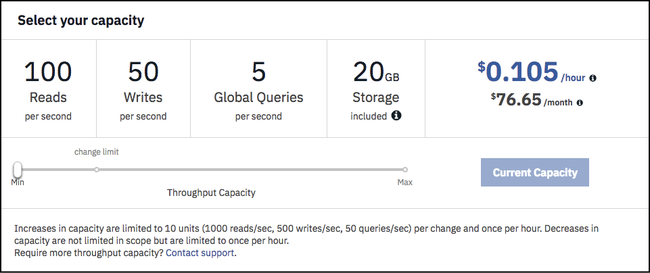 Select your capacity
100
Reads
per second
50
Writes
per second
5
Global Queries
per second
20GB
Storage
included
$0.105 /hour
$76.65 /month
change limit
Min
Max
Throughput Capacity
Current Capacity
Increases in capacity are limited to 10 units (1000 reads/sec, 500 writes/sec, 50 queries/sec) per change and once per hour. Decreases in
capacity are not limited in scope but are limited to once per hour.
Require more throughput capacity? Contact support.